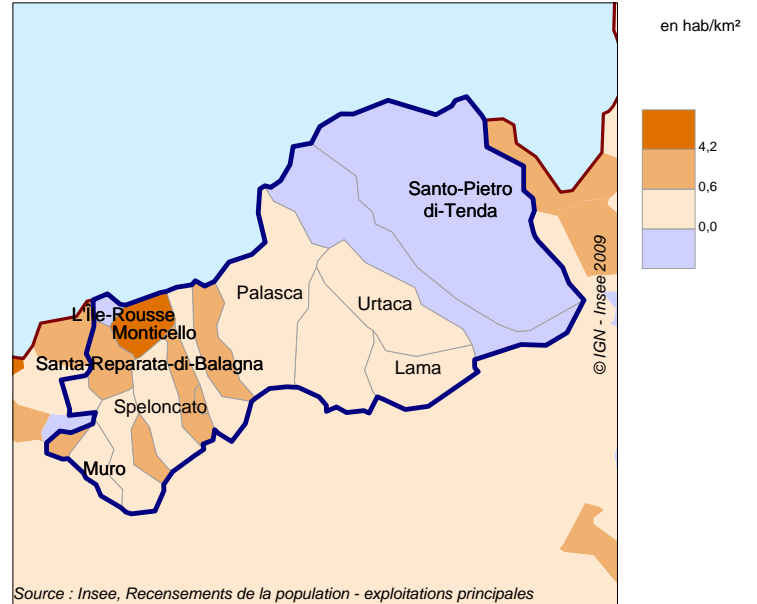 en hab/km²
4,2
0,6
0,0
Santo-Pietro
di-Tenda
Palasca
Urtaca
L'Île-Rousse
Monticello
Santa-Reparata-di-Balagna
Lama
Speloncato
Muro
© IGN - Insee 2009
Source : Insee, Recensements de la population - exploitations principales